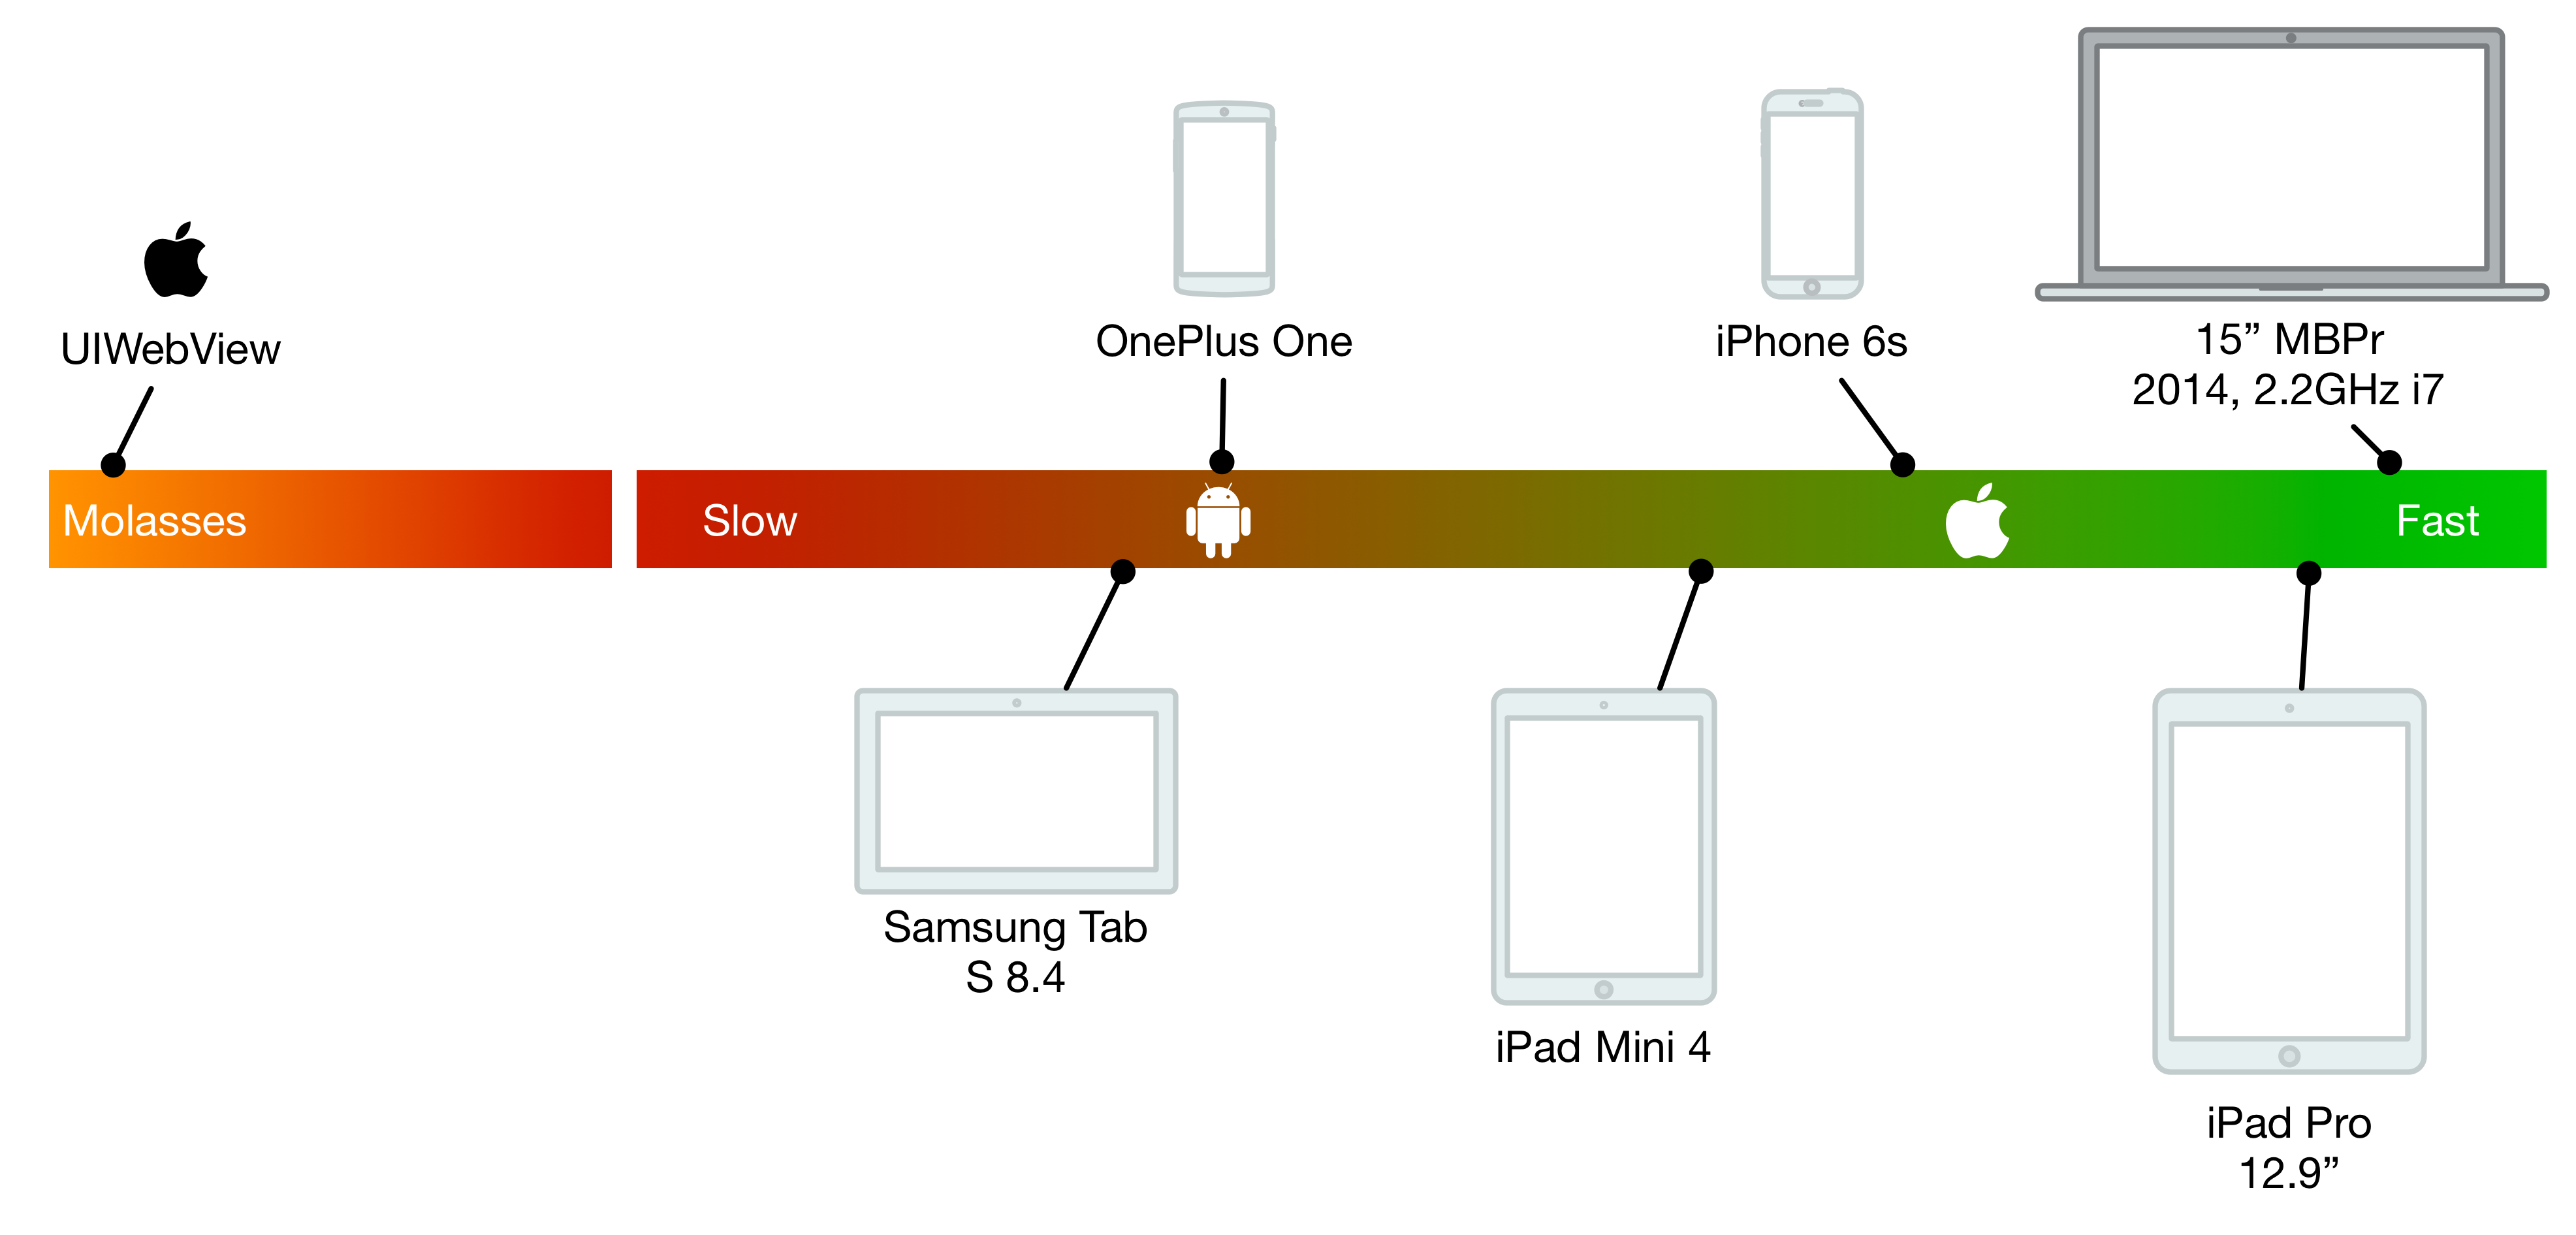 UIWebView
OnePlus One
iPhone 6s
15” MBPr
2014, 2.2GHz i7
Molasses
Slow
Fast
Samsung Tab
S 8.4
iPad Mini 4
iPad Pro
12.9”